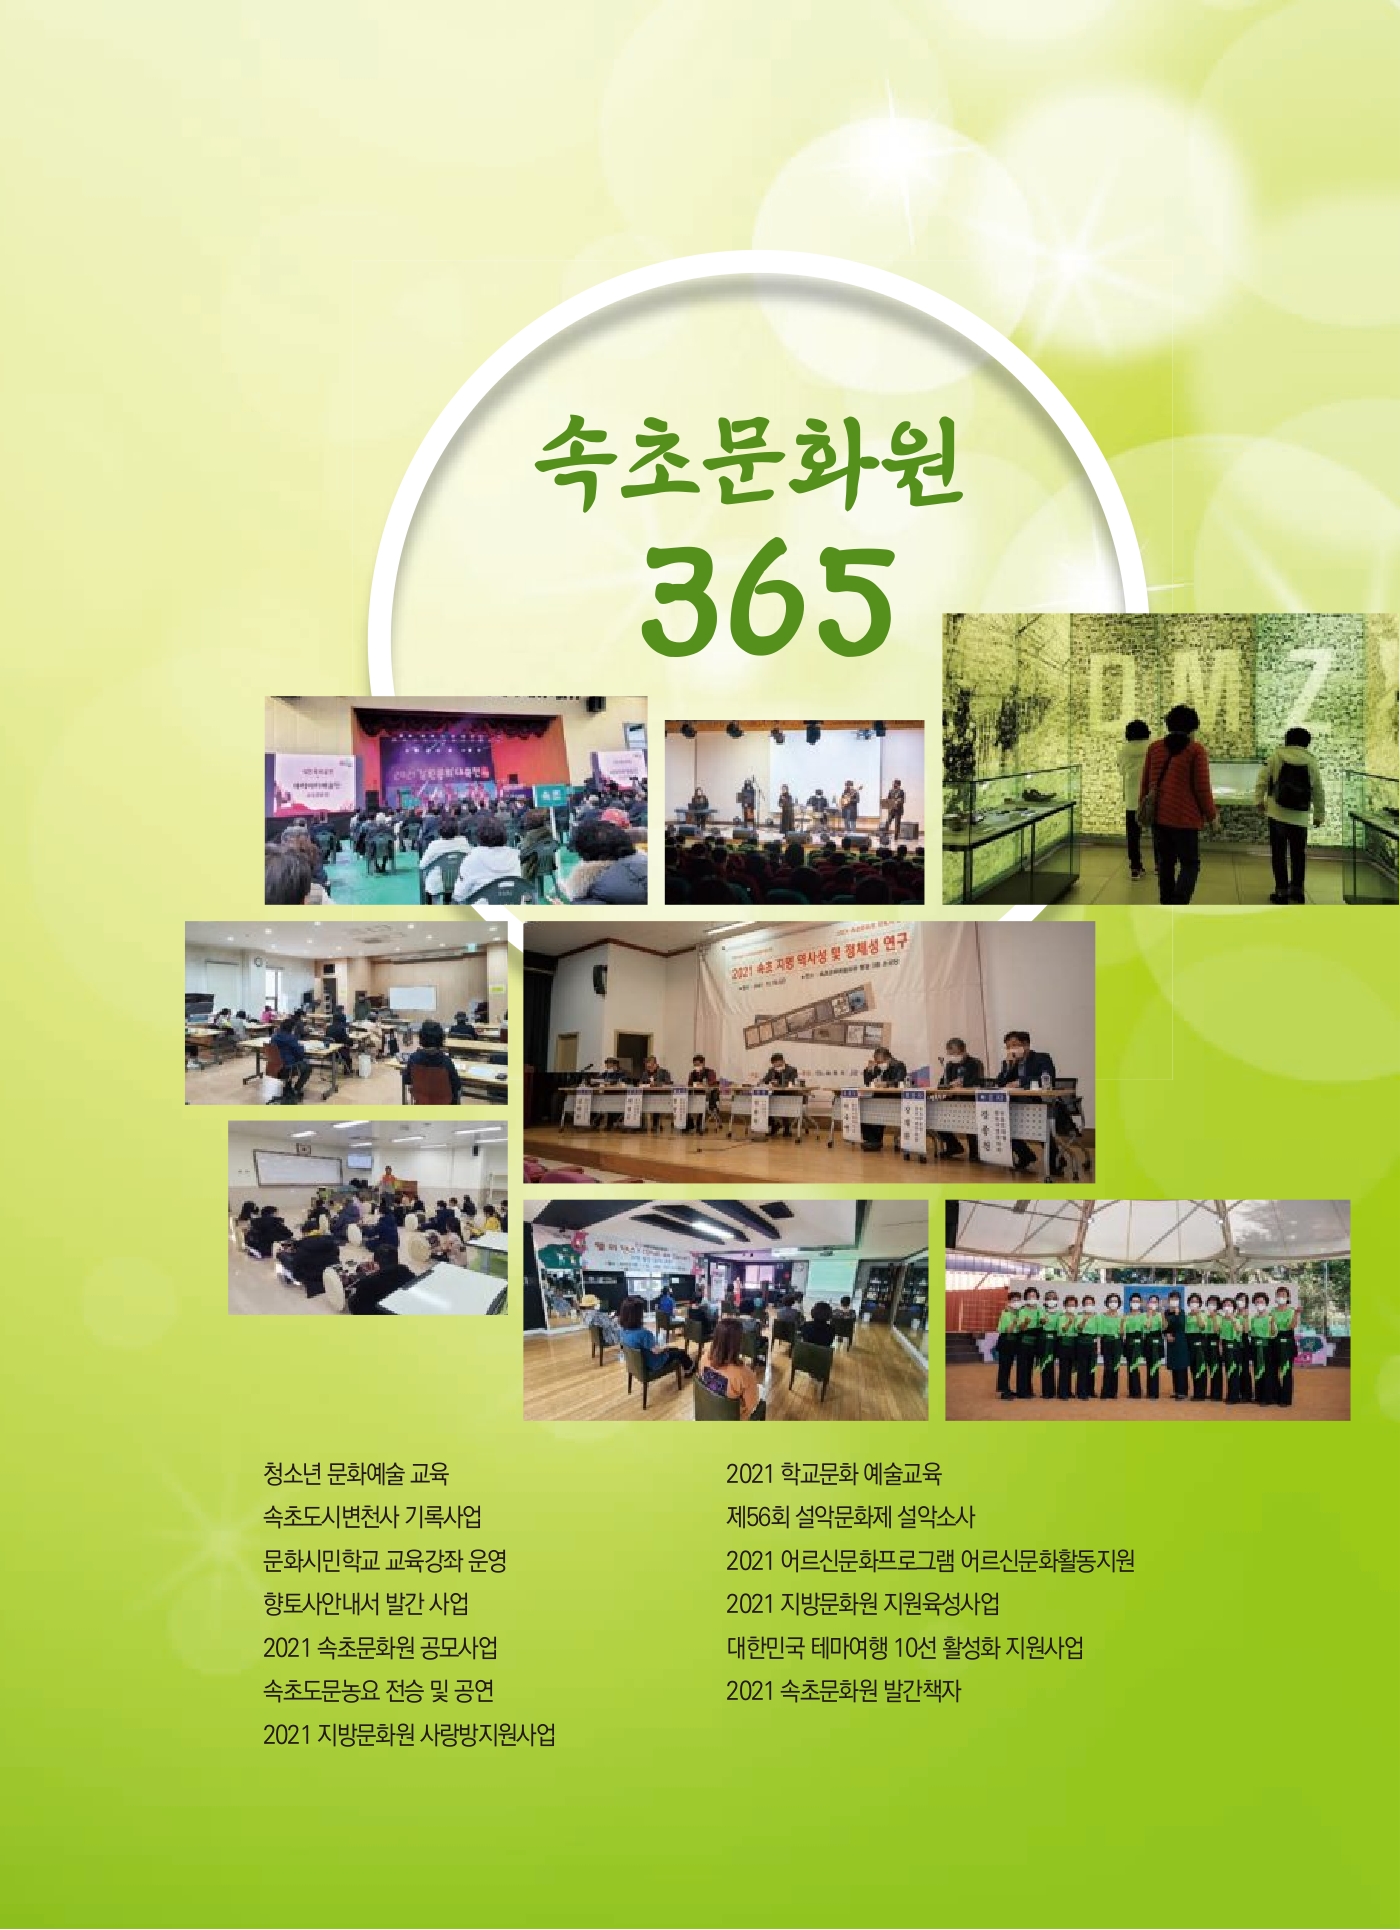 속초문화원
365
DMZ
속초
2021 속초 지명 역사성 및 정체성 연구
청소년 문화예술 교육
속초도시변천사 기록사업
문화시민학교 교육강좌 운영
향토사안내서 발간 사업
2021 속초문화원 공모사업
속초도문농요 전승 및 공연
2021 지방문화원 사랑방지원사업
2021 학교문화 예술교육
제56회 설악문화제 설악소사
2021 어르신문화프로그램 어르신문화활동지원
2021 지방문화원 지원육성사업
대한민국 테마여행 10선 활성화 지원사업
2021 속초문화원 발간책자